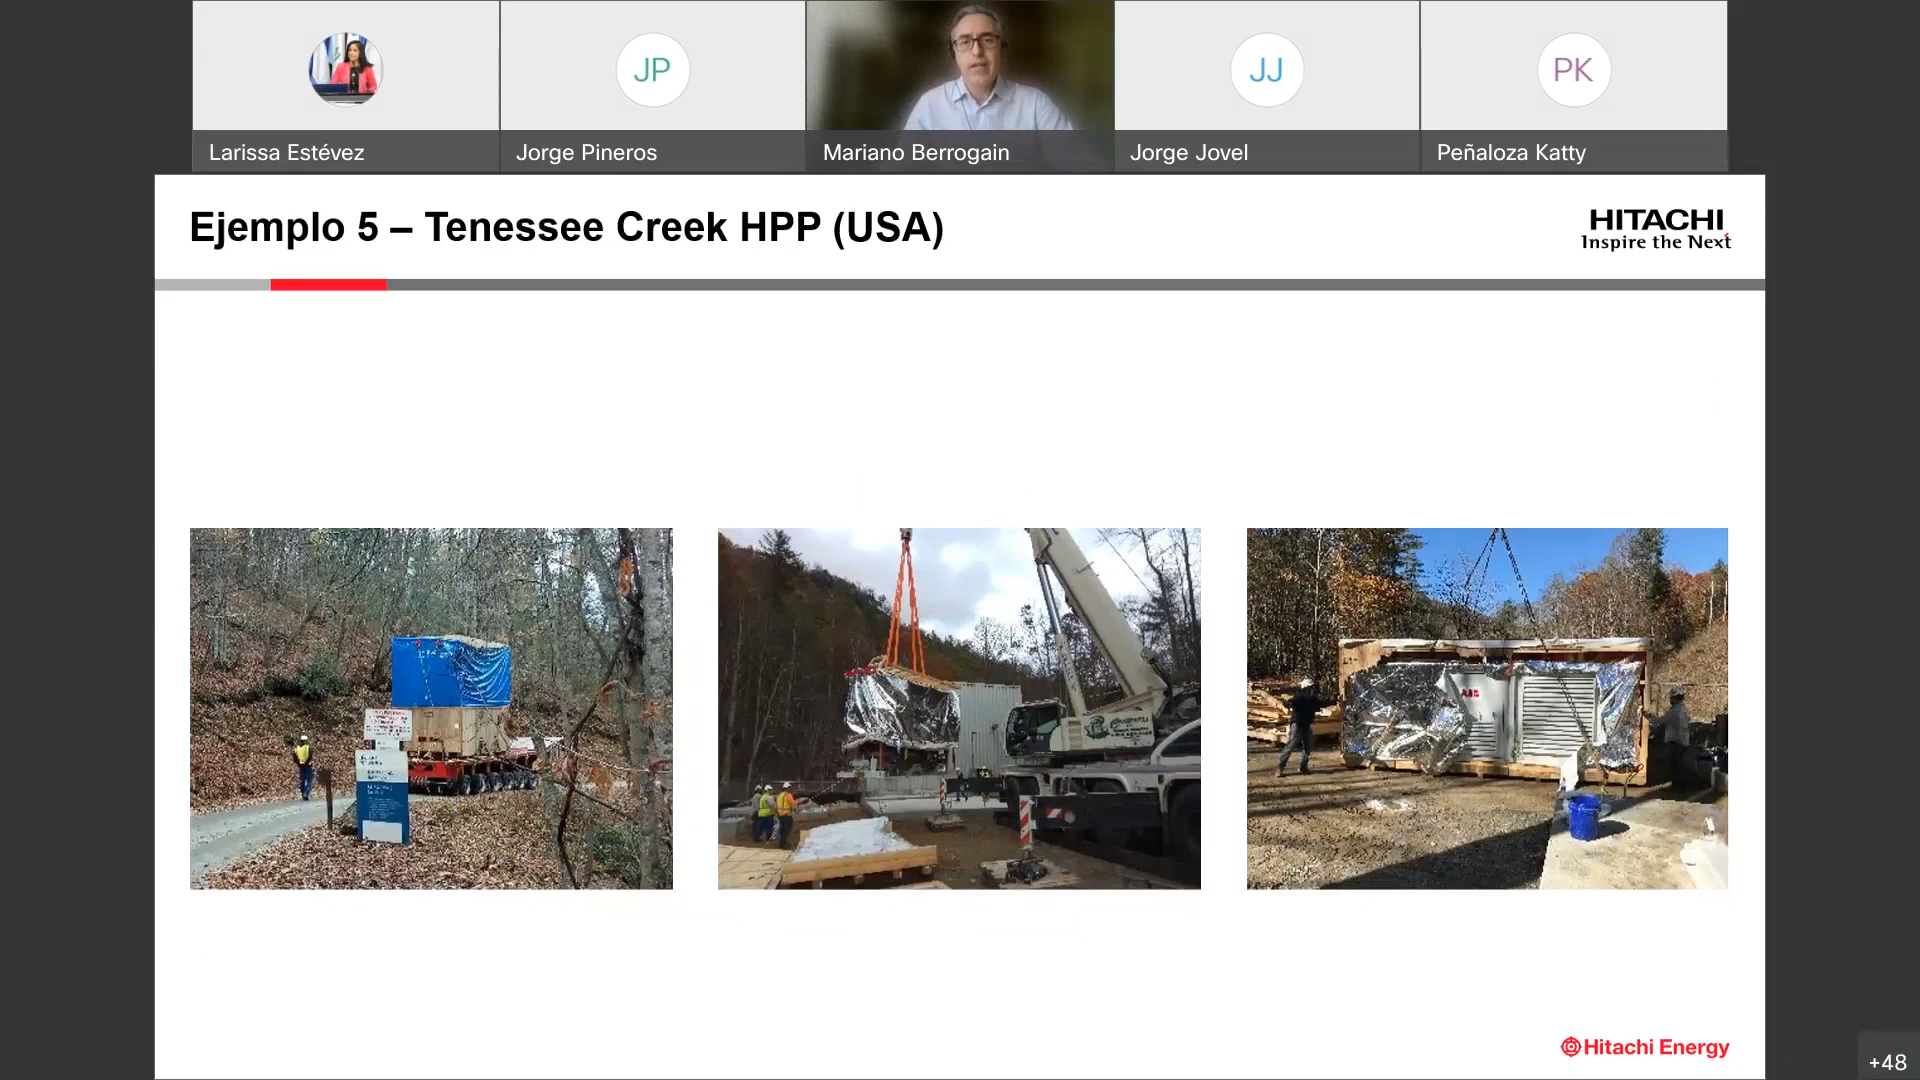 JP
JJ
PK
Larissa Estévez
Jorge Pineros
Mariano Berrogain
Jorge Jovel
Peñaloza Katty
Ejemplo 5 – Tenessee Creek HPP (USA)
HITACHI
Inspire the Next
ABB
Hitachi Energy
+48